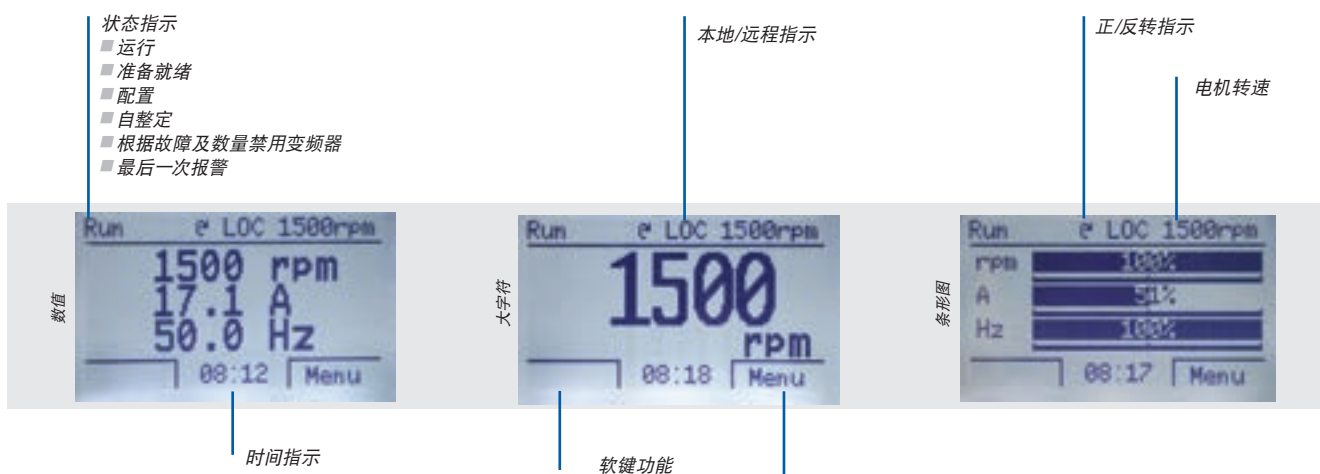 状态指示
运行
准备就绪
配置
自整定
根据故障及数量禁用变频器
最后一次报警
本地/远程指示
正/反转指示
电机转速
数值
Run LOC 1500rpm
1500 rpm
17.1 A
50.0 Hz
08:12 Menu
大字符
Run LOC 1500rpm
1500
rpm
08:18 Menu
条形图
Run LOC 1500rpm
rpm 100%
A 51%
Hz 100%
08:17 Menu
时间指示
软键功能